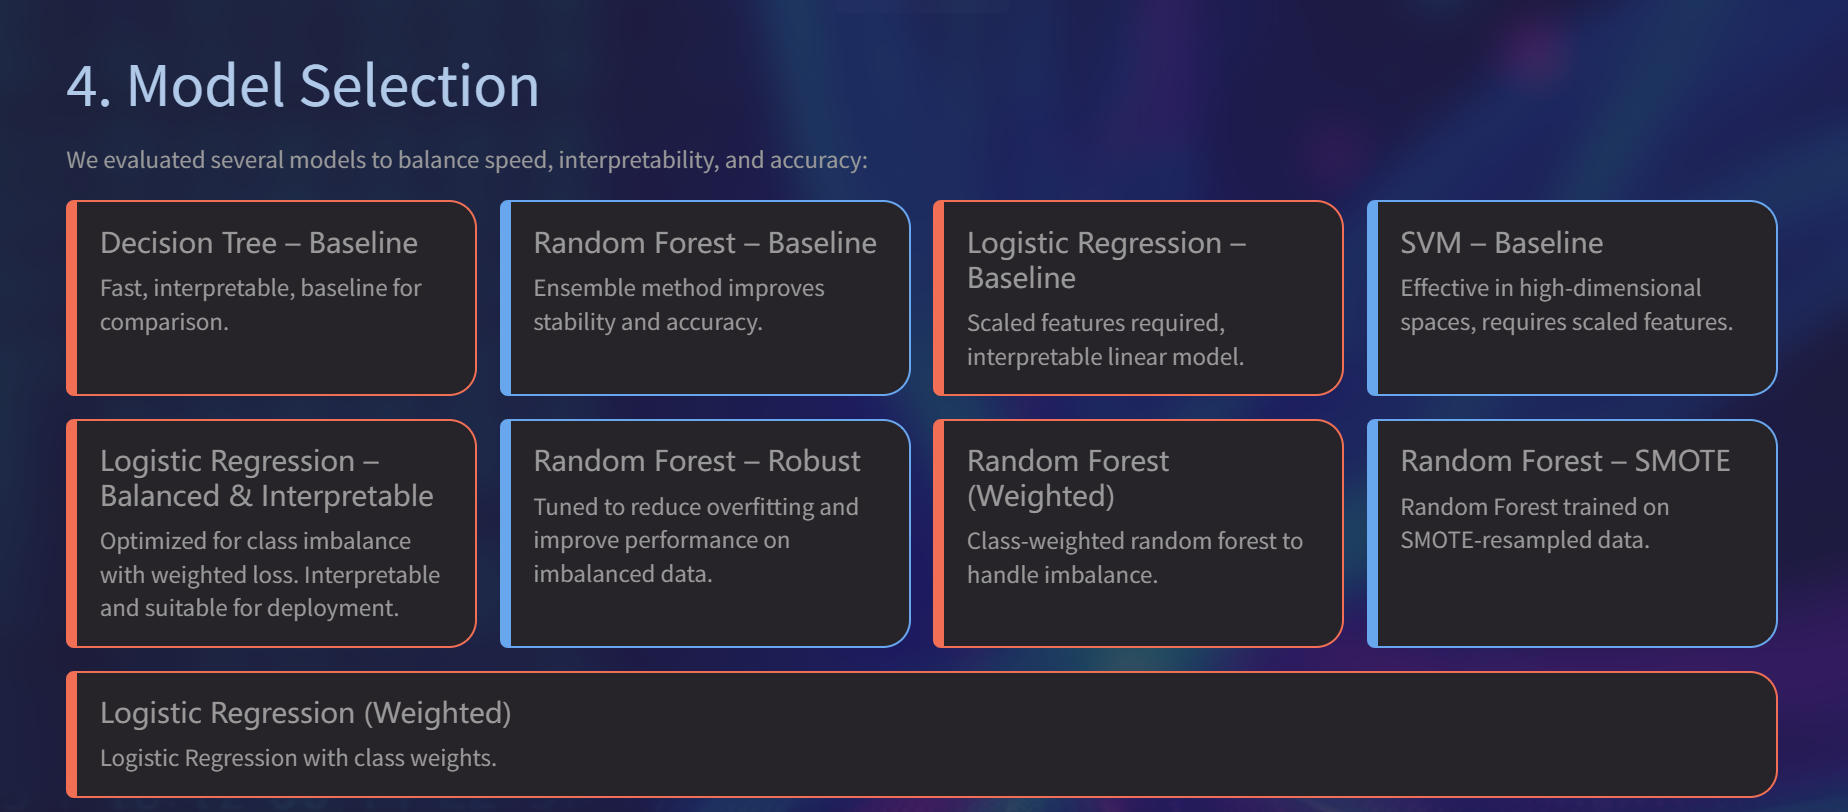 4. Model Selection
We evaluated several models to balance speed, interpretability, and accuracy:
Decision Tree – Baseline
Fast, interpretable, baseline for
comparison.
Random Forest – Baseline
Ensemble method improves
stability and accuracy.
Logistic Regression –
Baseline
Scaled features required,
interpretable linear model.
SVM – Baseline
Effective in high-dimensional
spaces, requires scaled features.
Logistic Regression –
Balanced & Interpretable
Optimized for class imbalance
with weighted loss. Interpretable
and suitable for deployment.
Random Forest – Robust
Tuned to reduce overfitting and
improve performance on
imbalanced data.
Random Forest
(Weighted)
Class-weighted random forest to
handle imbalance.
Random Forest – SMOTE
Random Forest trained on
SMOTE-resampled data.
Logistic Regression (Weighted)
Logistic Regression with class weights.